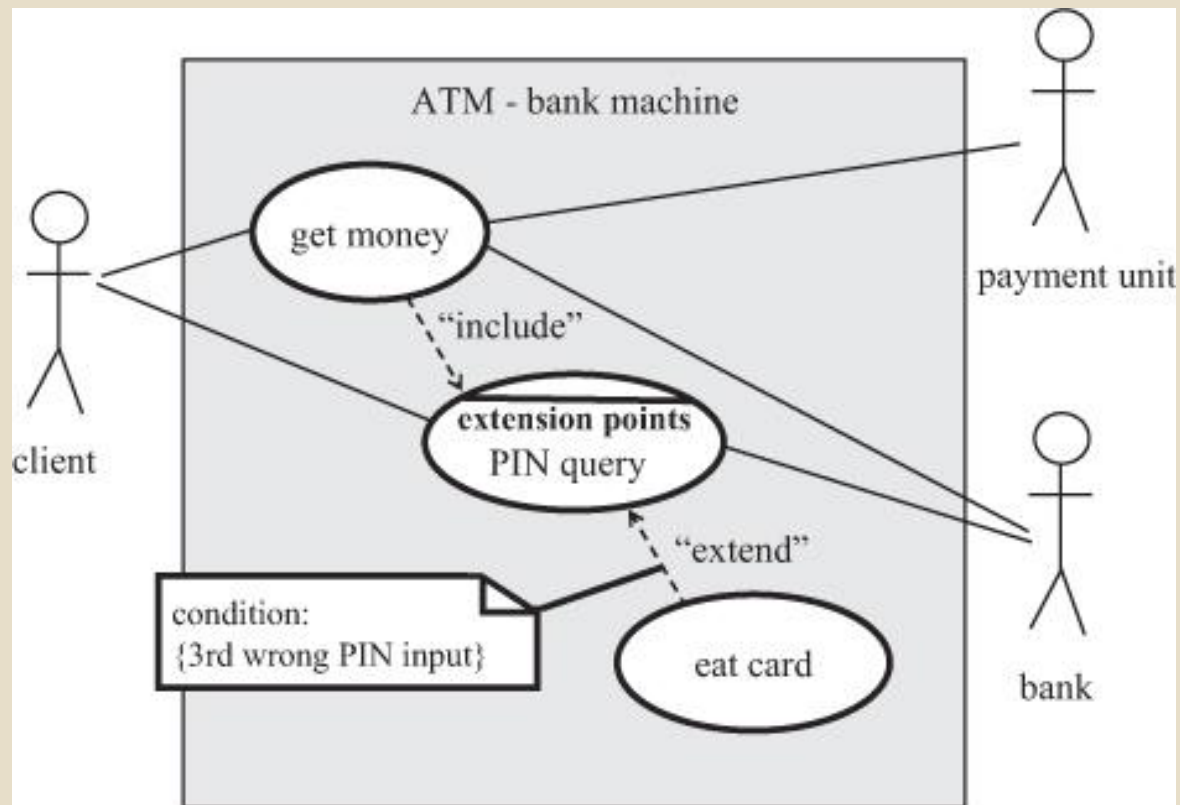 ATM - bank machine
get money
payment unit
“include”
extension points
PIN query
client
“extend”
condition:
{3rd wrong PIN input}
eat card
bank